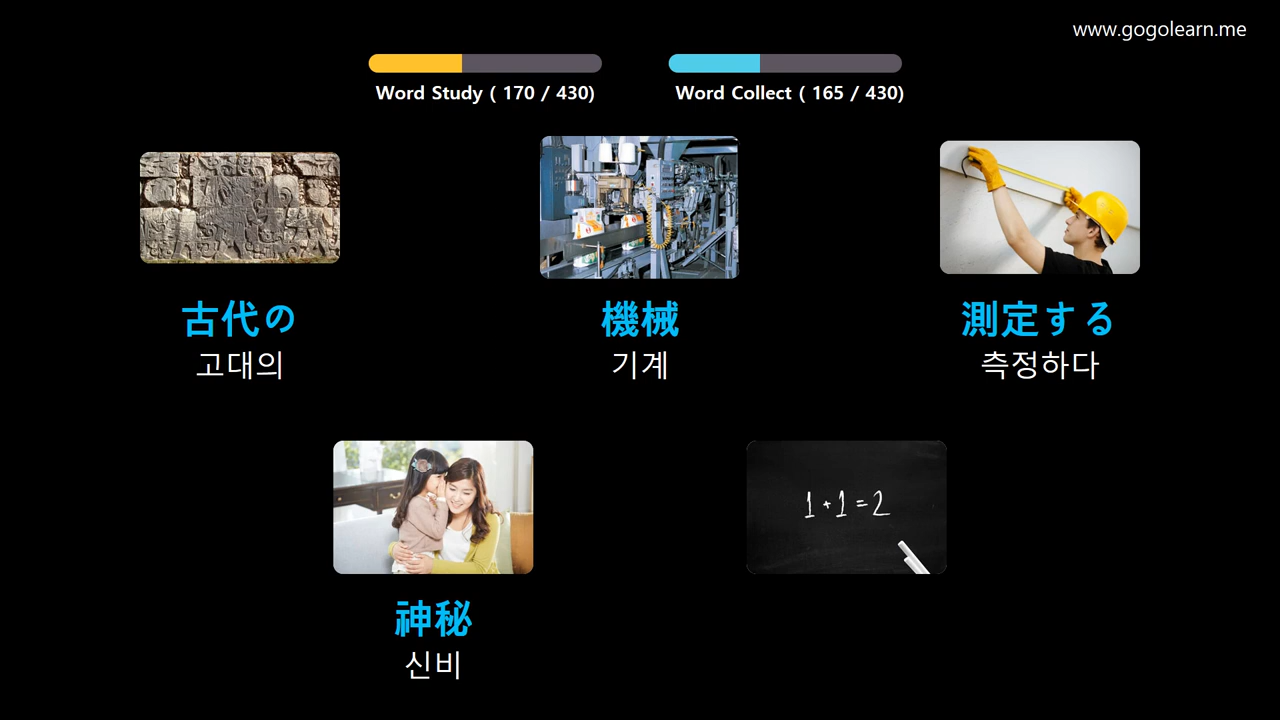 www.gogolearn.me
Word Study ( 170 / 430)
Word Collect ( 165 / 430)
古代の
고대의
機械
기계
測定する
측정하다
1+1=2
神秘
신비